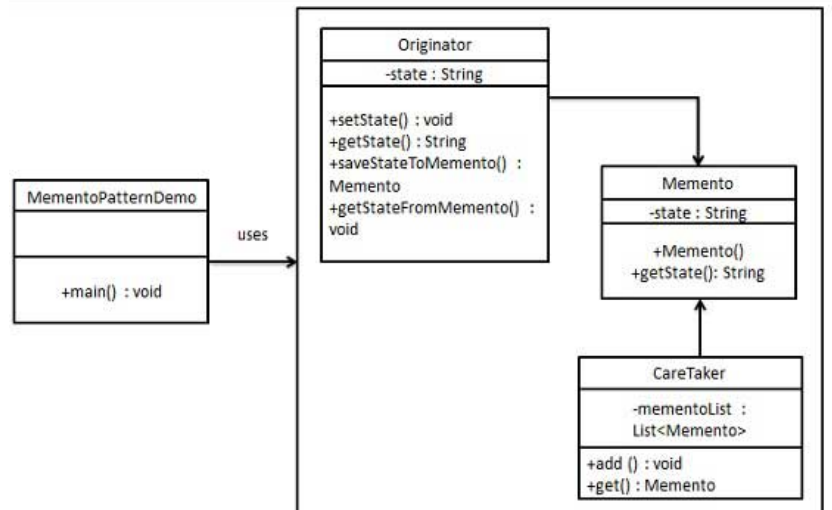 MementoPatternDemo
+main() : void
uses
Originator
-state : String
+setState() : void
+getState() : String
+saveStateToMemento() :
Memento
+getStateFromMemento() :
void
Memento
-state : String
+Memento()
+getState(): String
CareTaker
-mementoList :
List<Memento>
+add () : void
+get() : Memento